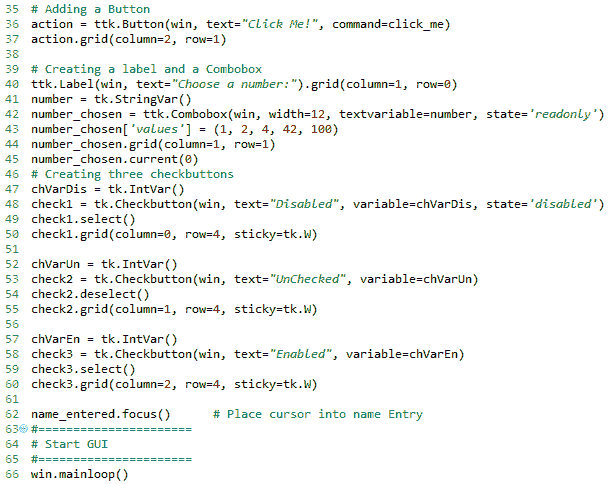 35 # Adding a Button
36 action = ttk.Button(win, text="Click Me!", command=click_me)
37 action.grid(column=2, row=1)
38
39 # Creating a label and a Combobox
40 ttk.Label(win, text="Choose a number:").grid(column=1, row=0)
41 number = tk.StringVar()
42 number_chosen = ttk.Combobox(win, width=12, textvariable=number, state='readonly')
43 number_chosen['values'] = (1, 2, 4, 42, 100)
44 number_chosen.grid(column=1, row=1)
45 number_chosen.current(0)
46 # Creating three checkbuttons
47 chVarDis = tk.IntVar()
48 check1 = tk.Checkbutton(win, text="Disabled", variable=chVarDis, state='disabled')
49 check1.select()
50 check1.grid(column=0, row=4, sticky=tk.W)
51
52 chVarUn = tk.IntVar()
53 check2 = tk.Checkbutton(win, text="UnChecked", variable=chVarUn)
54 check2.deselect()
55 check2.grid(column=1, row=4, sticky=tk.W)
56
57 chVarEn = tk.IntVar()
58 check3 = tk.Checkbutton(win, text="Enabled", variable=chVarEn)
59 check3.select()
60 check3.grid(column=2, row=4, sticky=tk.W)
61
62 name_entered.focus()      # Place cursor into name Entry
63 #======================
64 # Start GUI
65 #======================
66 win.mainloop()